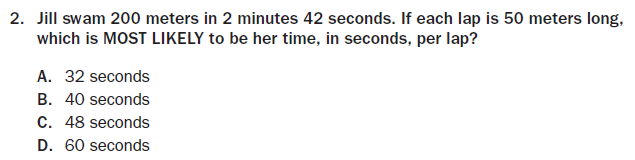 2. Jill swam 200 meters in 2 minutes 42 seconds. If each lap is 50 meters long,
which is MOST LIKELY to be her time, in seconds, per lap?
A. 32 seconds
B. 40 seconds
C. 48 seconds
D. 60 seconds